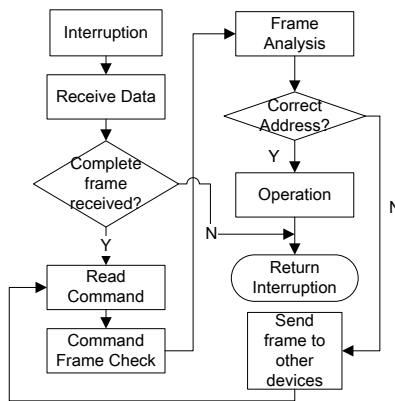 Interruption
Receive Data
Complete
frame
received?
Y
N
Read
Command
Command
Frame Check
Frame
Analysis
Correct
Address?
Y
N
Operation
Return
Interruption
Send
frame to
other
devices